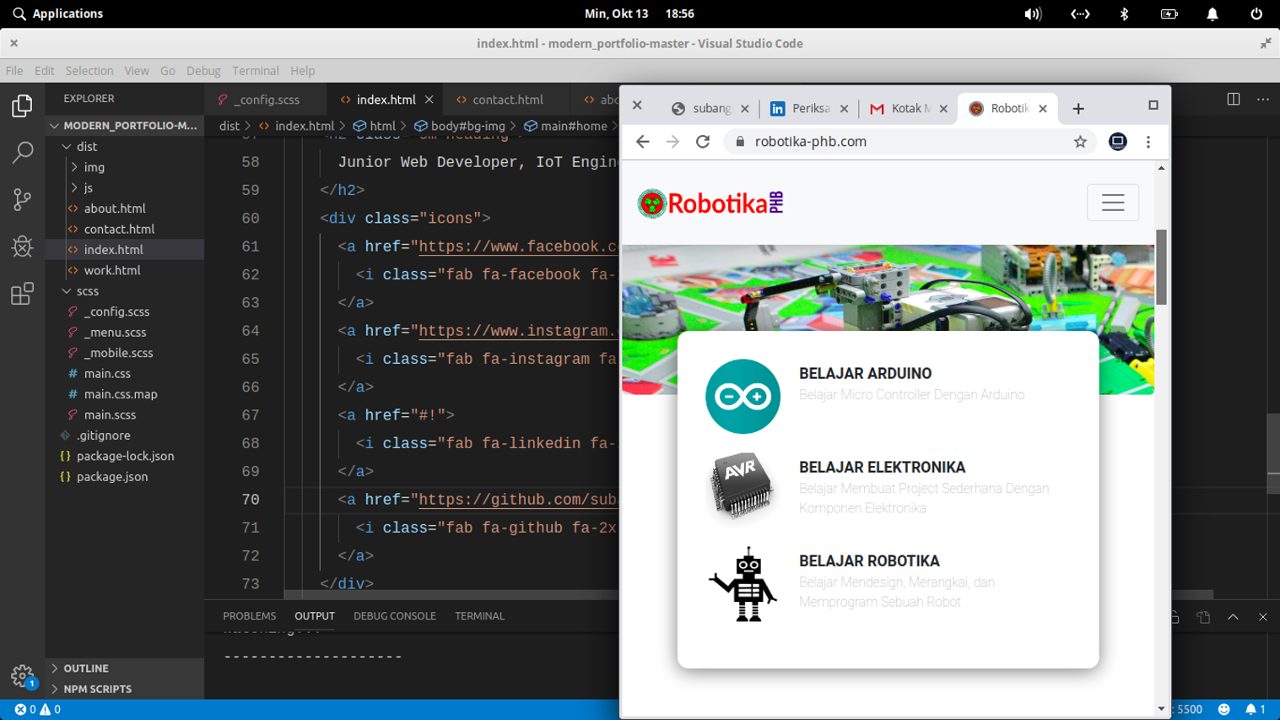 Applications
Min, Okt 13 18:56
index.html - modern_portfolio-master - Visual Studio Code
File Edit Selection View Go Debug Terminal Help
EXPLORER
MODERN_PORTFOLIO-M...
dist
img
js
about.html
contact.html
index.html
work.html
scss
_config.scss
_menu.scss
_mobile.scss
main.css
main.css.map
main.scss
.gitignore
package-lock.json
package.json
OUTLINE
NPM SCRIPTS
1
0 0
_config.scss index.html contact.html
dist > index.html > html > body#bg-img > main#home >
58 Junior Web Developer, IoT Engin
59 </h2>
60 <div class="icons">
61 <a href="https://www.facebook.c
62 <i class="fab fa-facebook fa-
63 </a>
64 <a href="https://www.instagram.
65 <i class="fab fa-instagram fa
66 </a>
67 <a href="#!">
68 <i class="fab fa-linkedin fa-
69 </a>
70 <a href="https://github.com/sub
71 <i class="fab fa-github fa-2x
72 </a>
73 </div>
PROBLEMS OUTPUT DEBUG CONSOLE TERMINAL
--------------------
subang Periksa Kotak M Robotik
robotika-phb.com
Robotika PHB
BELAJAR ARDUINO
Belajar Micro Controller Dengan Arduino
AVR
BELAJAR ELEKTRONIKA
Belajar Membuat Project Sederhana Dengan
Komponen Elektronika
BELAJAR ROBOTIKA
Belajar Mendesign, Merangkai, dan
Memprogram Sebuah Robot
: 5500 1